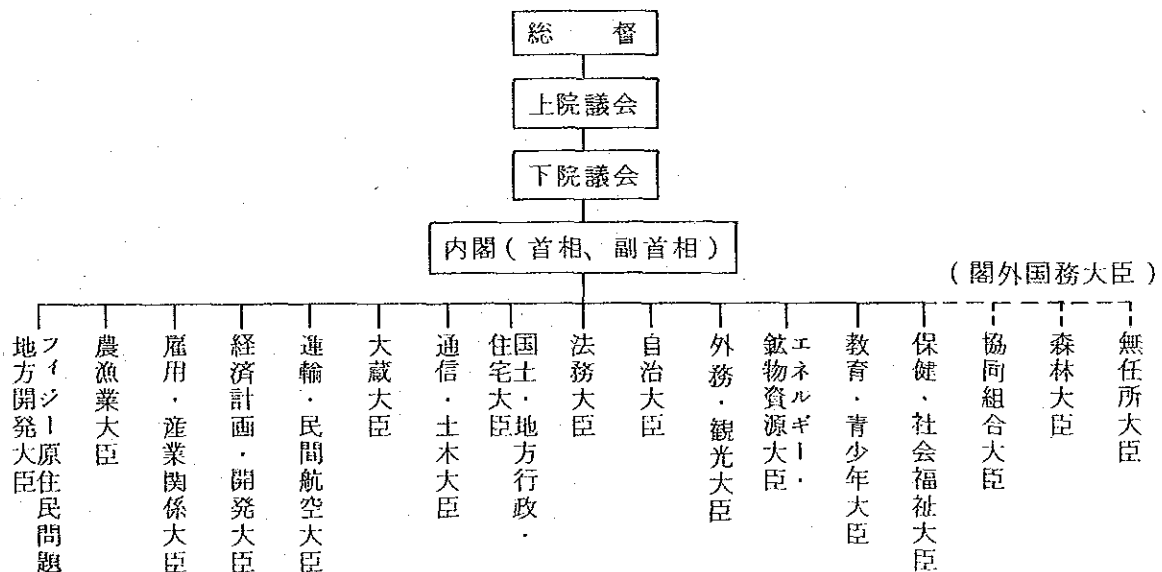 総 督
上院議会
下院議会
内閣(首相、副首相)
(閣外国務大臣)
フィジー原住民問題
地方開発大臣
農漁業大臣
雇用・産業関係大臣
経済計画・開発大臣
運輸・民間航空大臣
大蔵大臣
通信・土木大臣
国土・地方行政・
住宅大臣
法務大臣
自治大臣
外務・観光大臣
エネルギー・
鉱物資源大臣
教育・青少年大臣
保健、社会福祉大臣
協同組合大臣
森林大臣
無任所大臣